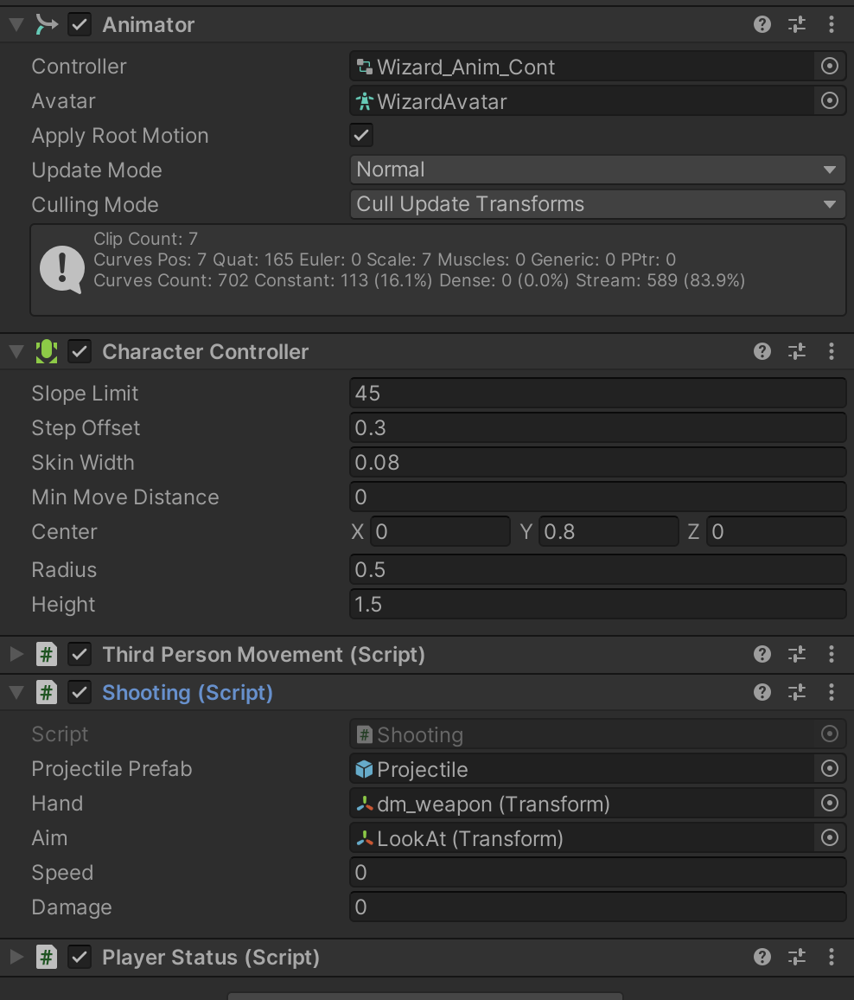 Animator
Controller Wizard_Anim_Cont
Avatar WizardAvatar
Apply Root Motion
Update Mode Normal
Culling Mode Cull Update Transforms
Clip Count: 7
Curves Pos: 7 Quat: 165 Euler: 0 Scale: 7 Muscles: 0 Generic: 0 PPtr: 0
Curves Count: 702 Constant: 113 (16.1%) Dense: 0 (0.0%) Stream: 589 (83.9%)
Character Controller
Slope Limit 45
Step Offset 0.3
Skin Width 0.08
Min Move Distance 0
Center X 0 Y 0.8 Z 0
Radius 0.5
Height 1.5
# Third Person Movement (Script)
# Shooting (Script)
Script # Shooting
Projectile Prefab Projectile
Hand dm_weapon (Transform)
Aim LookAt (Transform)
Speed 0
Damage 0
# Player Status (Script)